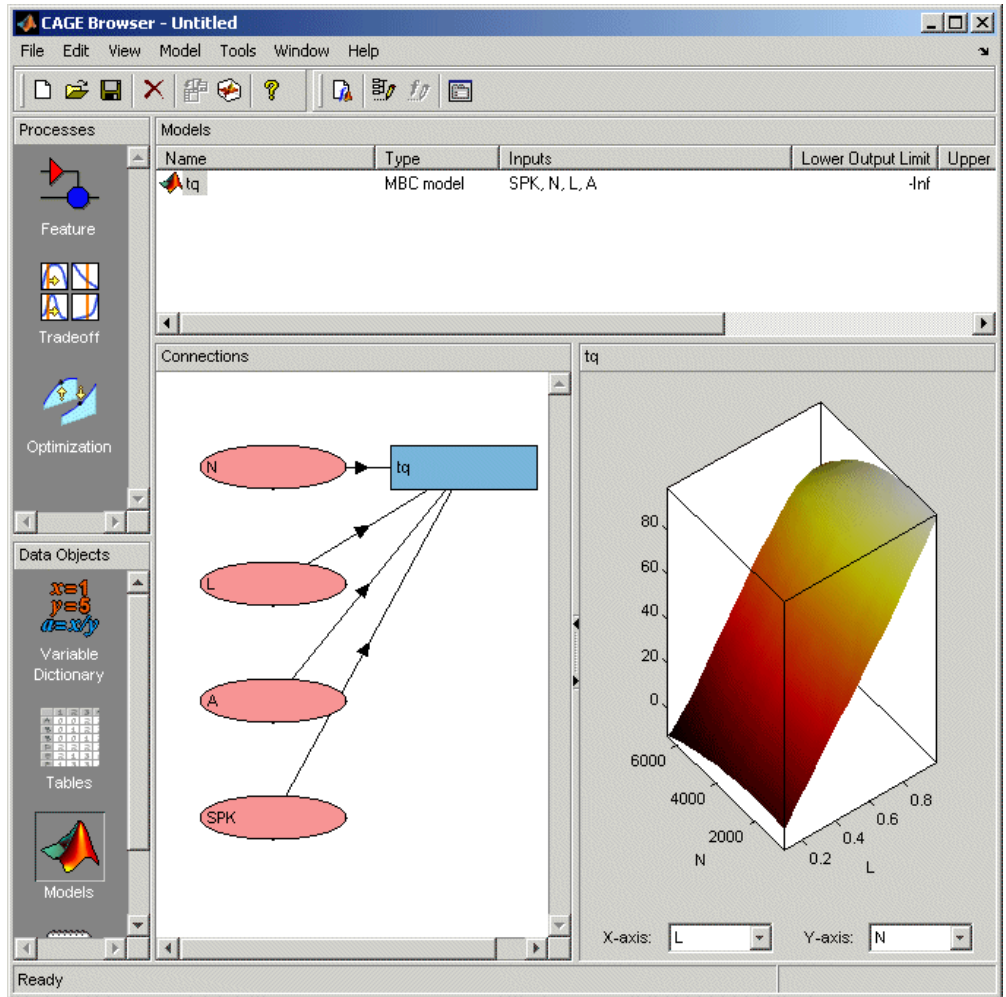 CAGE Browser - Untitled
File Edit View Model Tools Window Help
Processes
Feature
Tradeoff
Optimization
Data Objects
x=1
y=5
a=x/y
Variable
Dictionary
Tables
Models
Models
Name Type Inputs Lower Output Limit Upper
tq MBC model SPK, N, L, A -Inf
Connections
N
tq
L
A
SPK
tq
80
60
40
20
0
6000
4000
2000
N
0.2
0.4
0.6
0.8
L
X-axis: L Y-axis: N
Ready